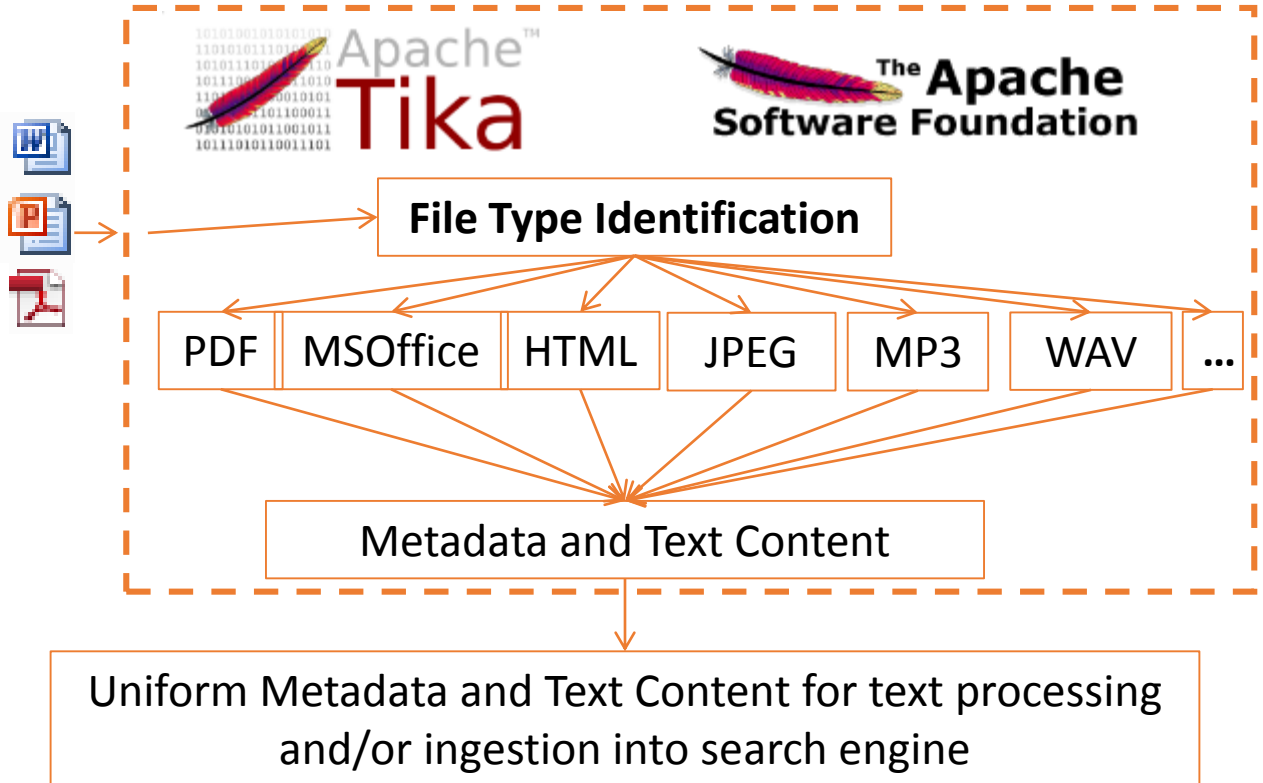 Apache™
Tika
The Apache
Software Foundation
W
P
File Type Identification
PDF
MSOffice
HTML
JPEG
MP3
WAV
...
Metadata and Text Content
Uniform Metadata and Text Content for text processing
and/or ingestion into search engine